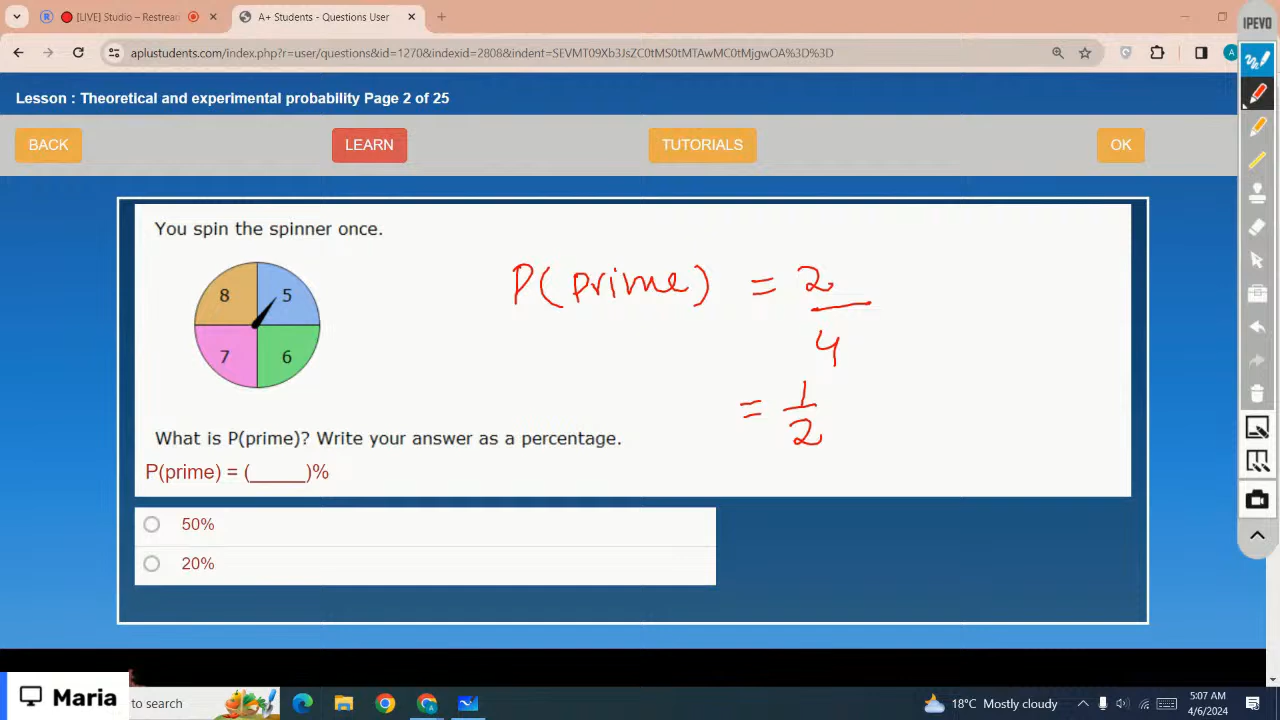 [LIVE] Studio – Restream
A+ Students - Questions User
IPEVO
aplustudents.com/index.php?r=user/questions&id=1270&indexid=2808&indent=SEVMT09Xb3JsZC0tMS0tMTAwMC0tMjgwOA%3D%3D
Lesson : Theoretical and experimental probability Page 2 of 25
BACK
LEARN
TUTORIALS
OK
You spin the spinner once.
8 5
7 6
P(prime) = 2
4
= 1
2
What is P(prime)? Write your answer as a percentage.
P(prime) = (_____)%
50%
20%
Maria
to search
18°C Mostly cloudy
5:07 AM
4/6/2024